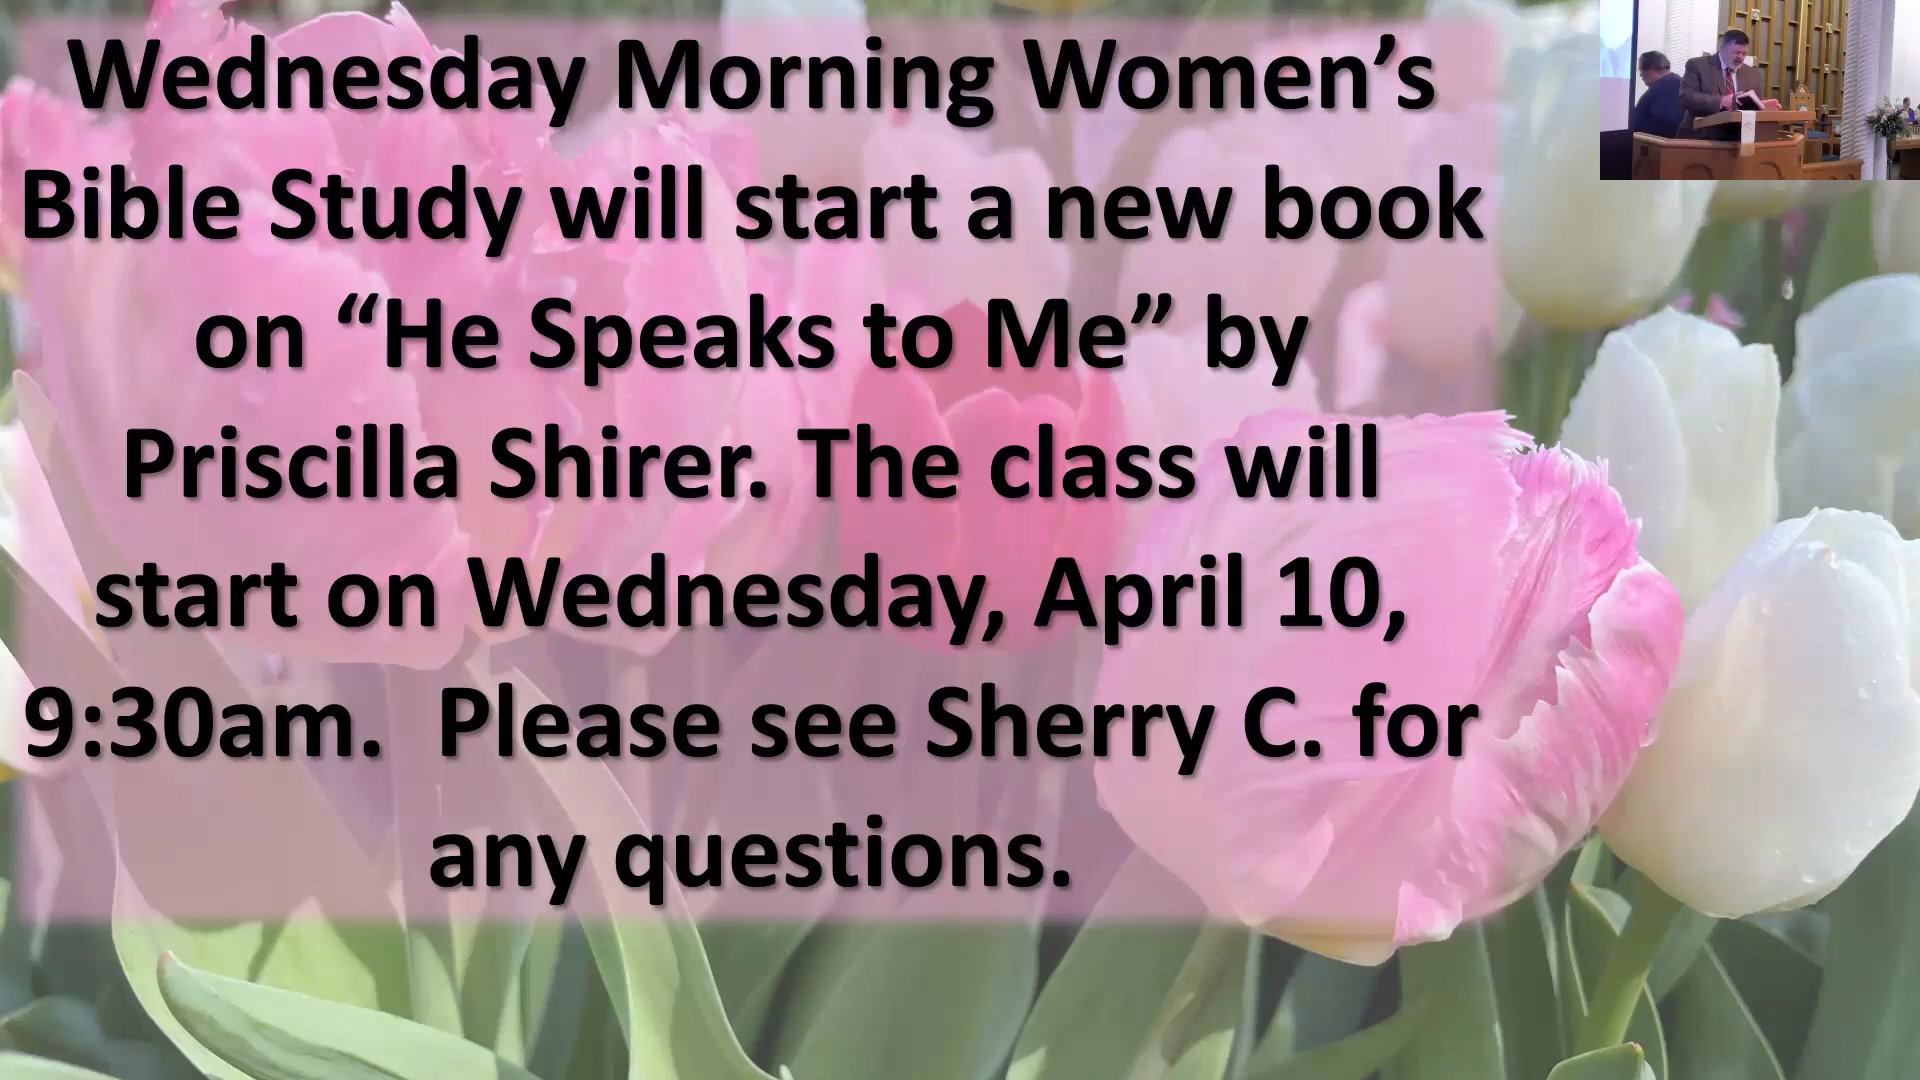 Wednesday Morning Women’s
Bible Study will start a new book
on “He Speaks to Me” by
Priscilla Shirer. The class will
start on Wednesday, April 10,
9:30am.  Please see Sherry C. for
any questions.